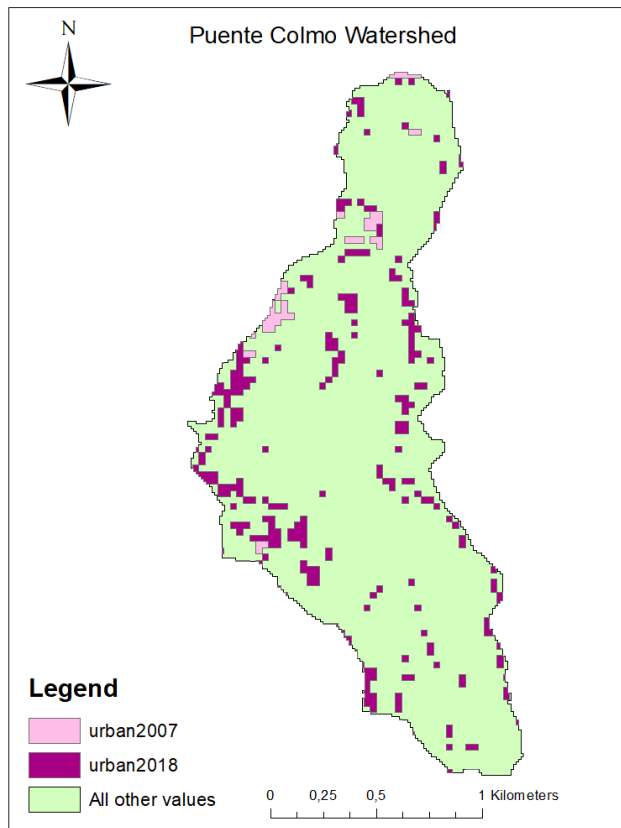 Puente Colmo Watershed
N
Legend
urban2007
urban2018
All other values
0 0,25 0,5 1 Kilometers